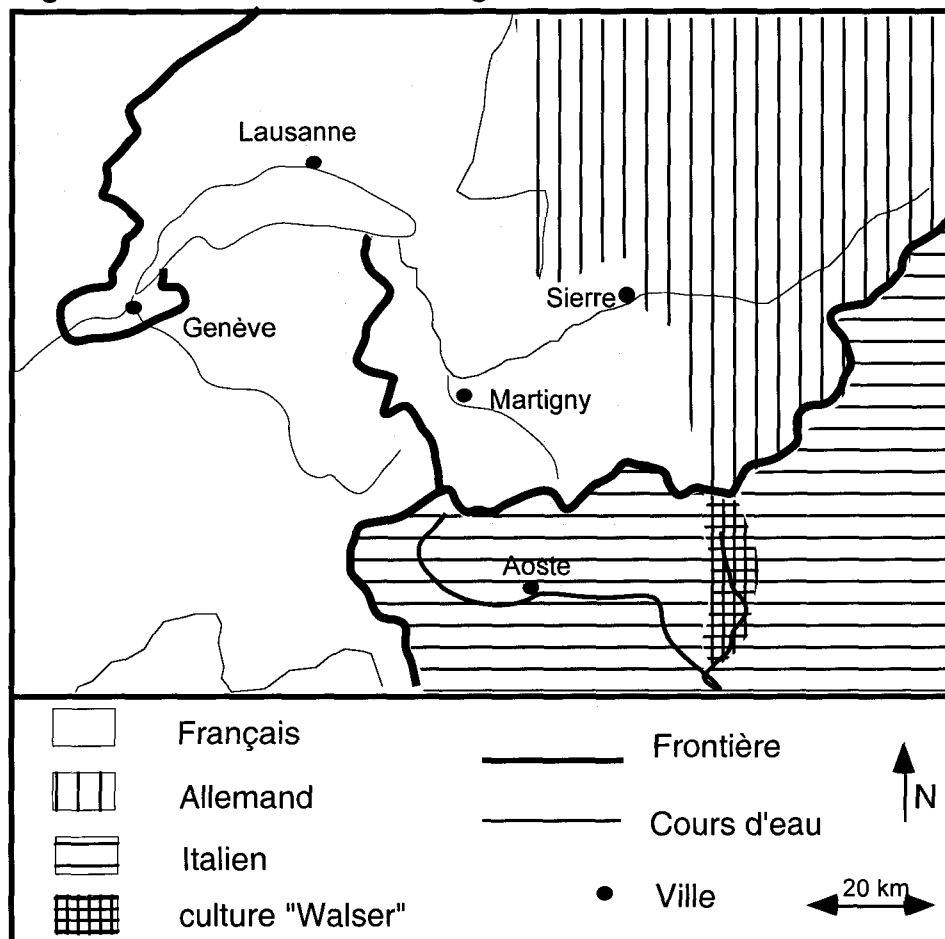 Lausanne
Genève
Sierre
Martigny
Aoste
Français
Allemand
Italien
culture "Walser"
Frontière
Cours d'eau
Ville
N
20 km